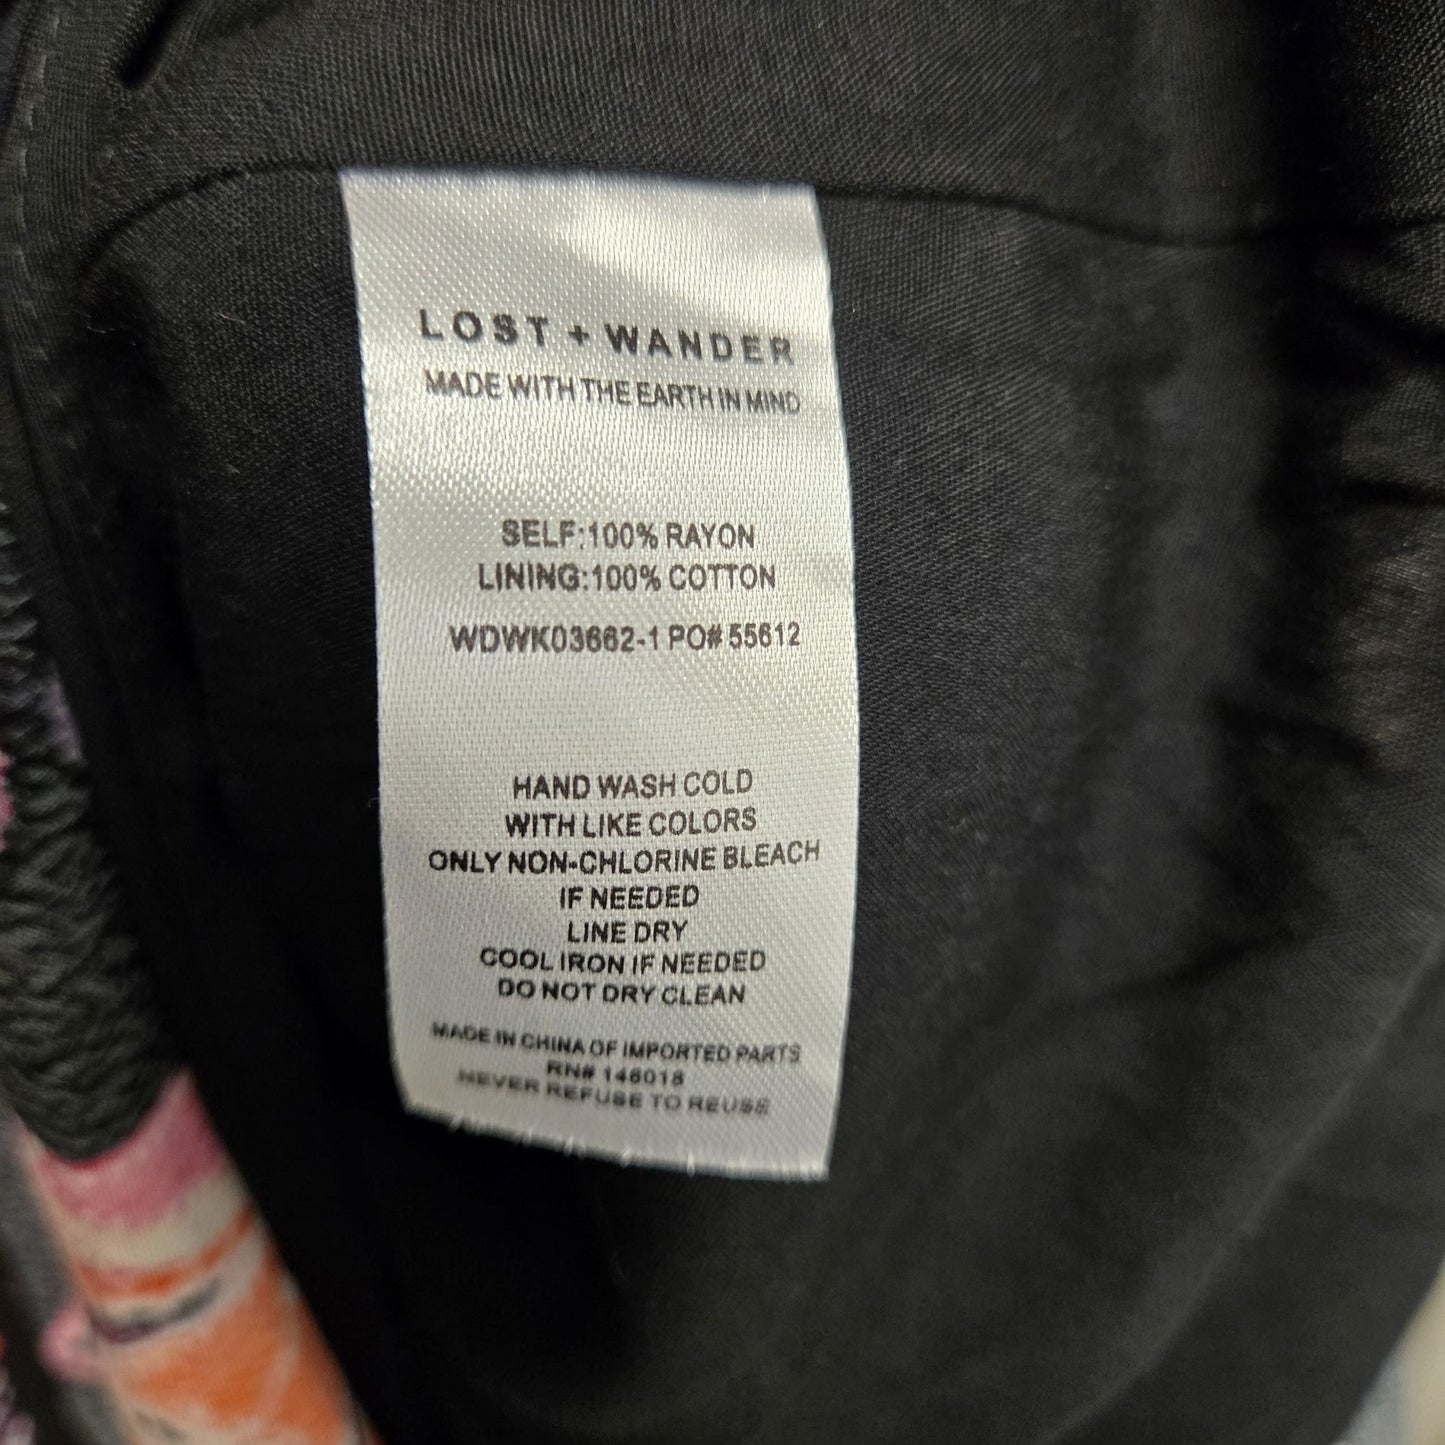 LOST + WANDER
MADE WITH THE EARTH IN MIND
SELF:100% RAYON
LINING:100% COTTON
WDWK03662-1 PO# 55612
HAND WASH COLD
WITH LIKE COLORS
ONLY NON-CHLORINE BLEACH
IF NEEDED
LINE DRY
COOL IRON IF NEEDED
DO NOT DRY CLEAN
MADE IN CHINA OF IMPORTED PARTS
RN# 146018
NEVER REFUSE TO REUSE